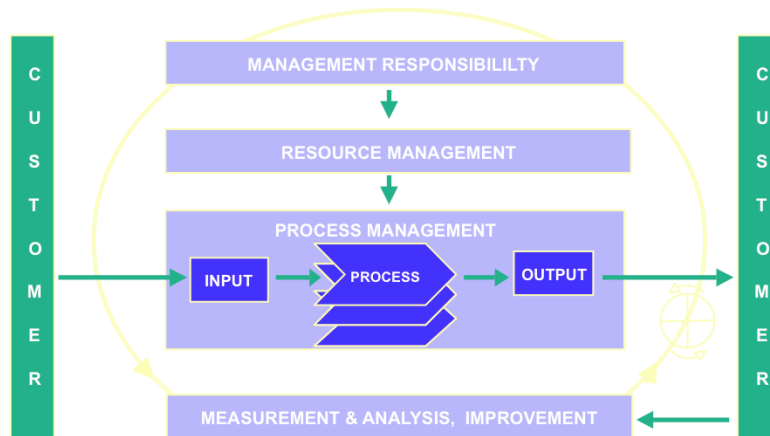 CUSTOMER
MANAGEMENT RESPONSIBILILTY
RESOURCE MANAGEMENT
PROCESS MANAGEMENT
INPUT
PROCESS
OUTPUT
MEASUREMENT & ANALYSIS, IMPROVEMENT
CUSTOMER